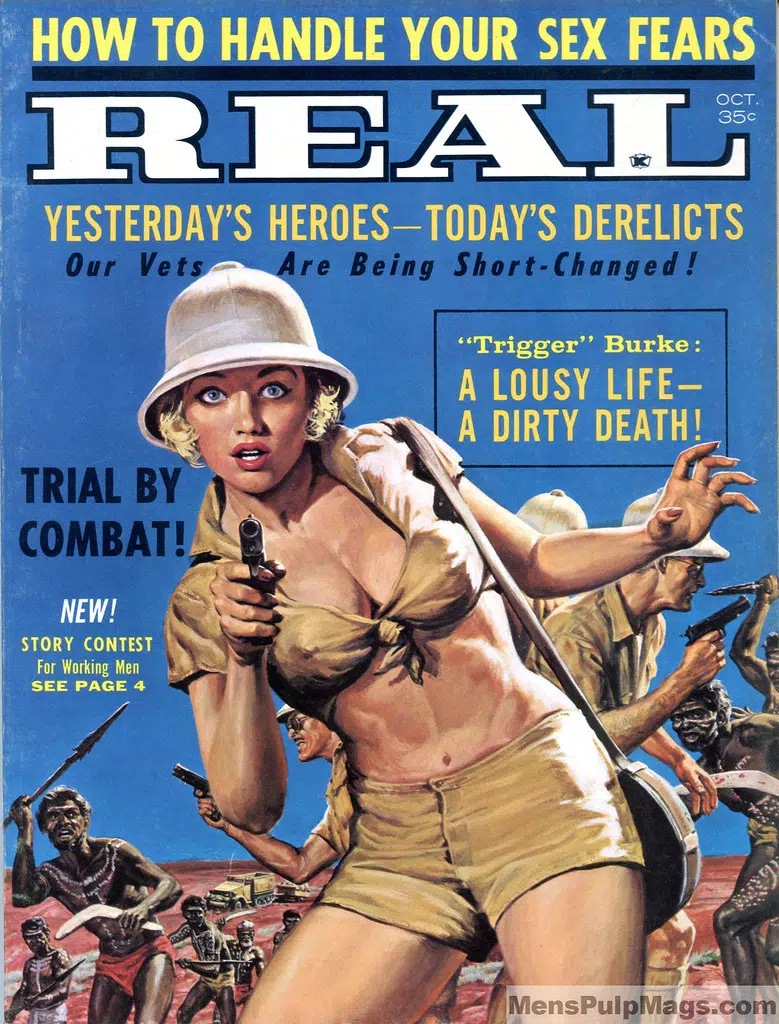 HOW TO HANDLE YOUR SEX FEARS
REAL
OCT.
35c
YESTERDAY'S HEROES—TODAY'S DERELICTS
Our Vets Are Being Short-Changed!
"Trigger" Burke:
A LOUSY LIFE—
A DIRTY DEATH!
TRIAL BY
COMBAT!
NEW!
STORY CONTEST
For Working Men
SEE PAGE 4
K
MensPulpMags.com